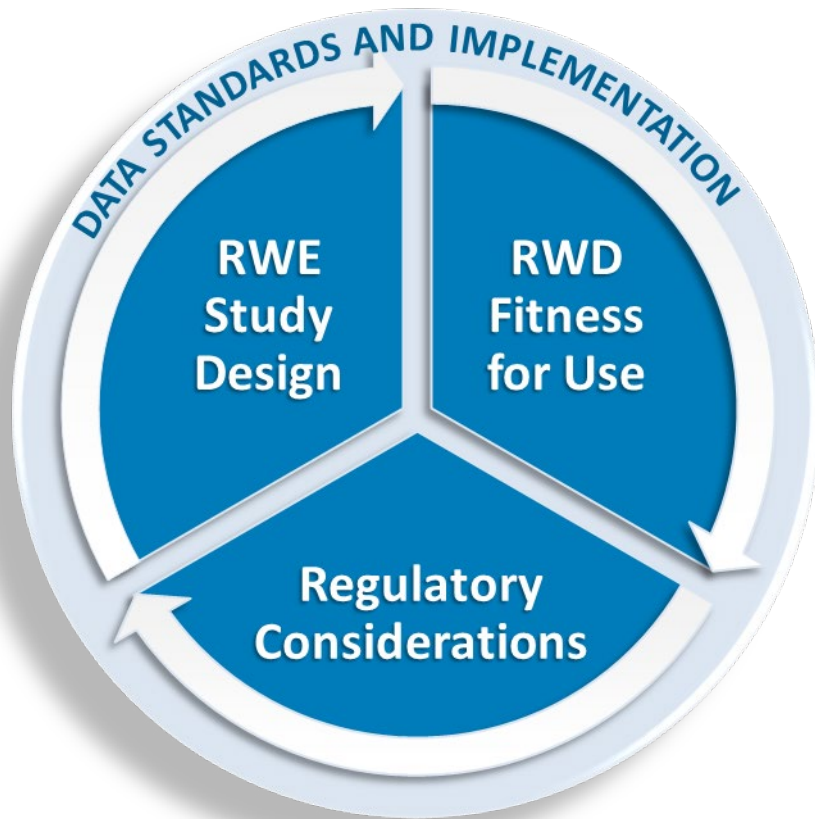 DATA STANDARDS AND IMPLEMENTATION
RWE
Study
Design
RWD
Fitness
for Use
Regulatory
Considerations